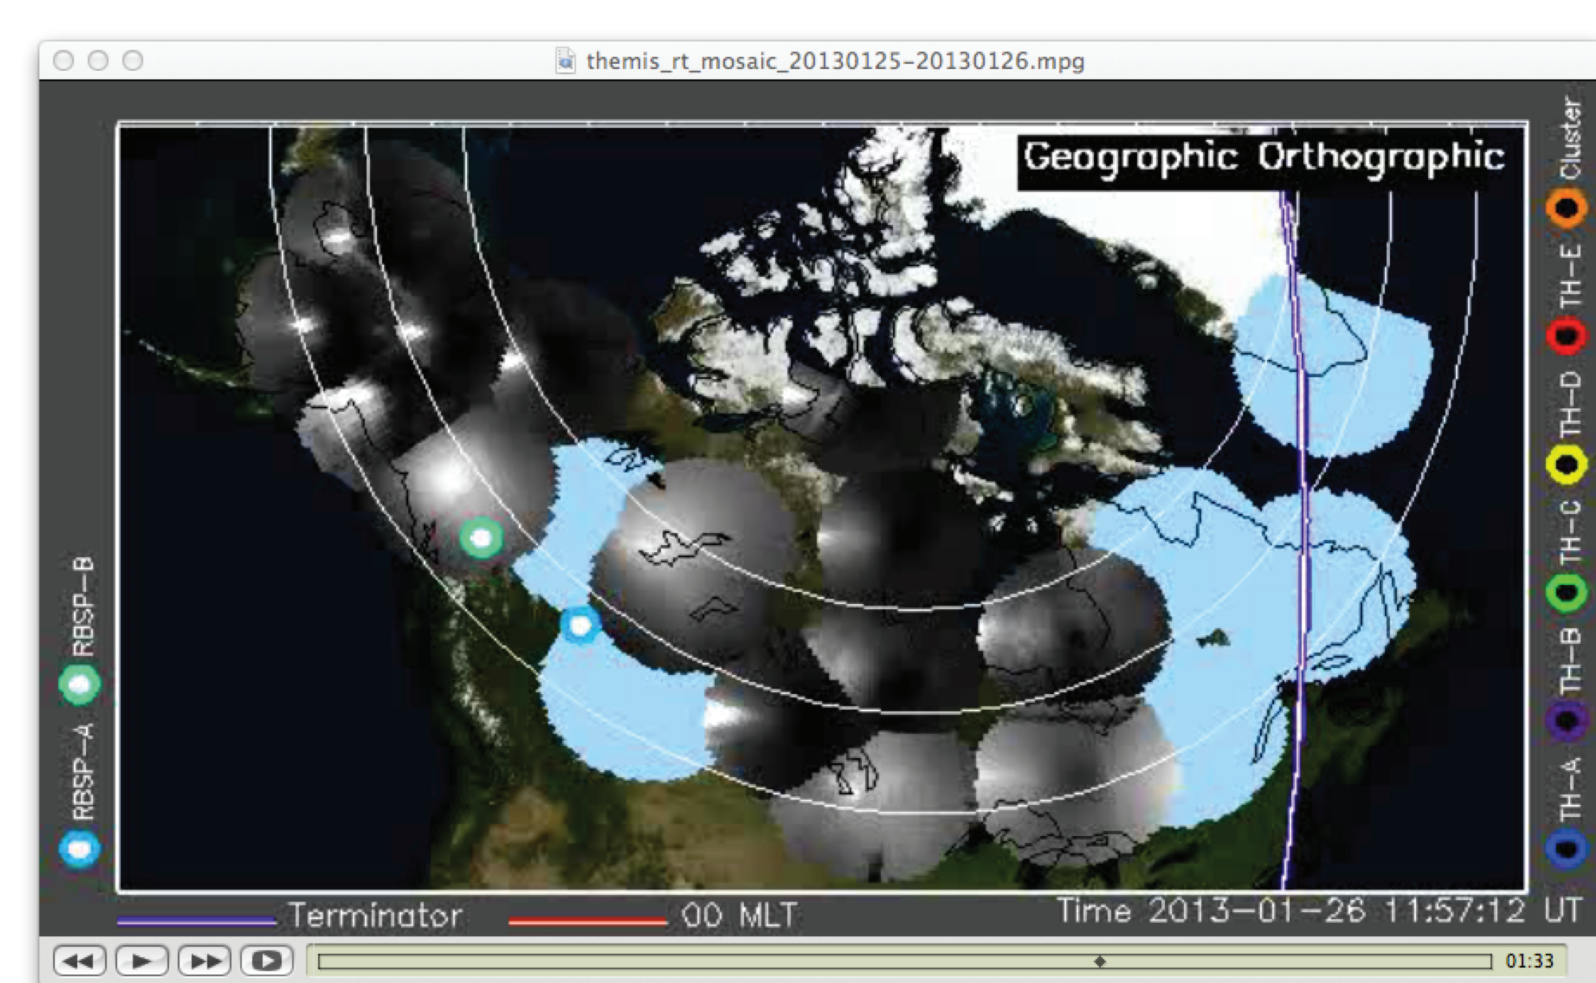 themis_rt_mosaic_20130125-20130126.mpg
Geographic Orthographic
RBSP-A RBSP-B
TH-A TH-B TH-C TH-D TH-E Cluster
Terminator 00 MLT Time 2013-01-26 11:57:12 UT
01:33